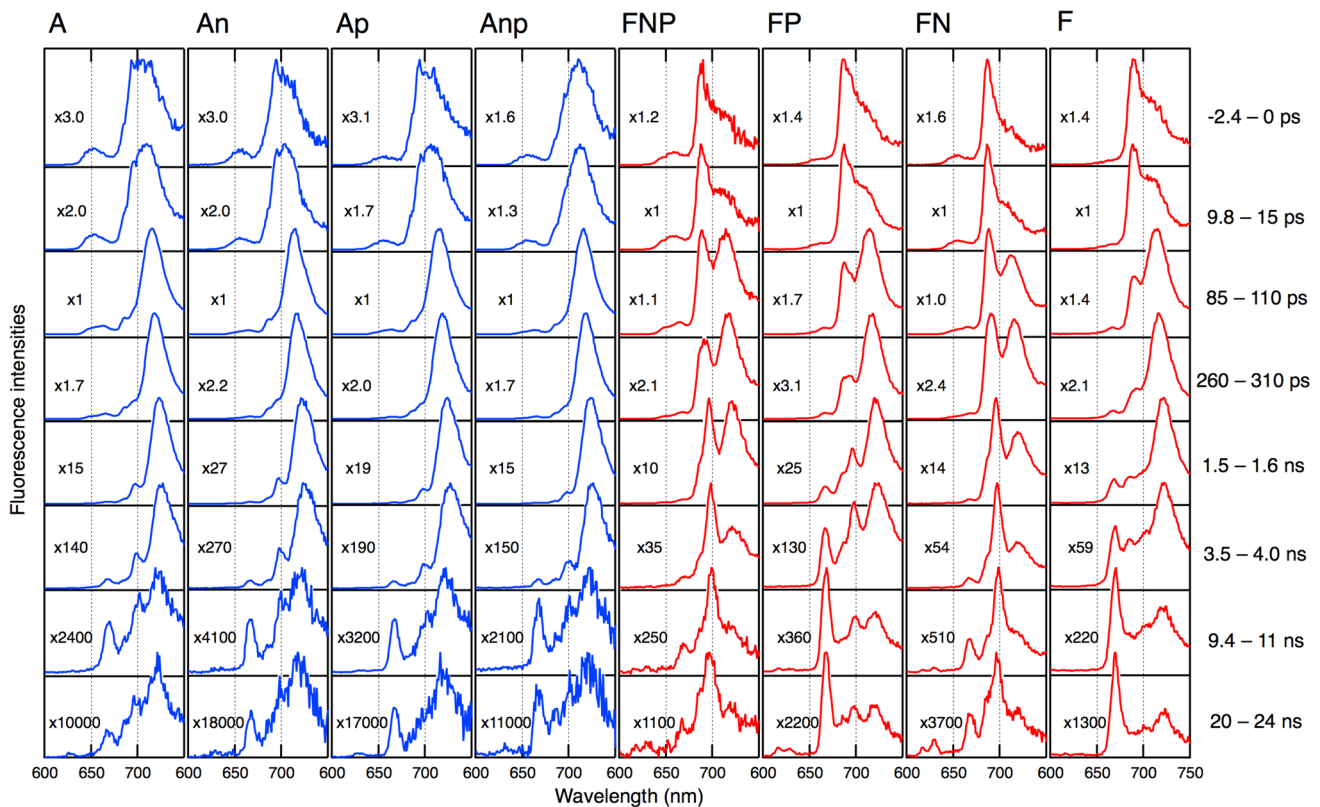 A An Ap Anp FNP FP FN F
x3.0 x3.0 x3.1 x1.6 x1.2 x1.4 x1.6 x1.4 -2.4 – 0 ps
x2.0 x2.0 x1.7 x1.3 x1 x1 x1 x1 9.8 – 15 ps
x1 x1 x1 x1 x1.1 x1.7 x1.0 x1.4 85 – 110 ps
x1.7 x2.2 x2.0 x1.7 x2.1 x3.1 x2.4 x2.1 260 – 310 ps
x15 x27 x19 x15 x10 x25 x14 x13 1.5 – 1.6 ns
x140 x270 x190 x150 x35 x130 x54 x59 3.5 – 4.0 ns
x2400 x4100 x3200 x2100 x250 x360 x510 x220 9.4 – 11 ns
x10000 x18000 x17000 x11000 x1100 x2200 x3700 x1300 20 – 24 ns
600 650 700 600 650 700 600 650 700 600 650 700 600 650 700 600 650 700 600 650 700 600 650 700 750
Wavelength (nm)
Fluorescence intensities